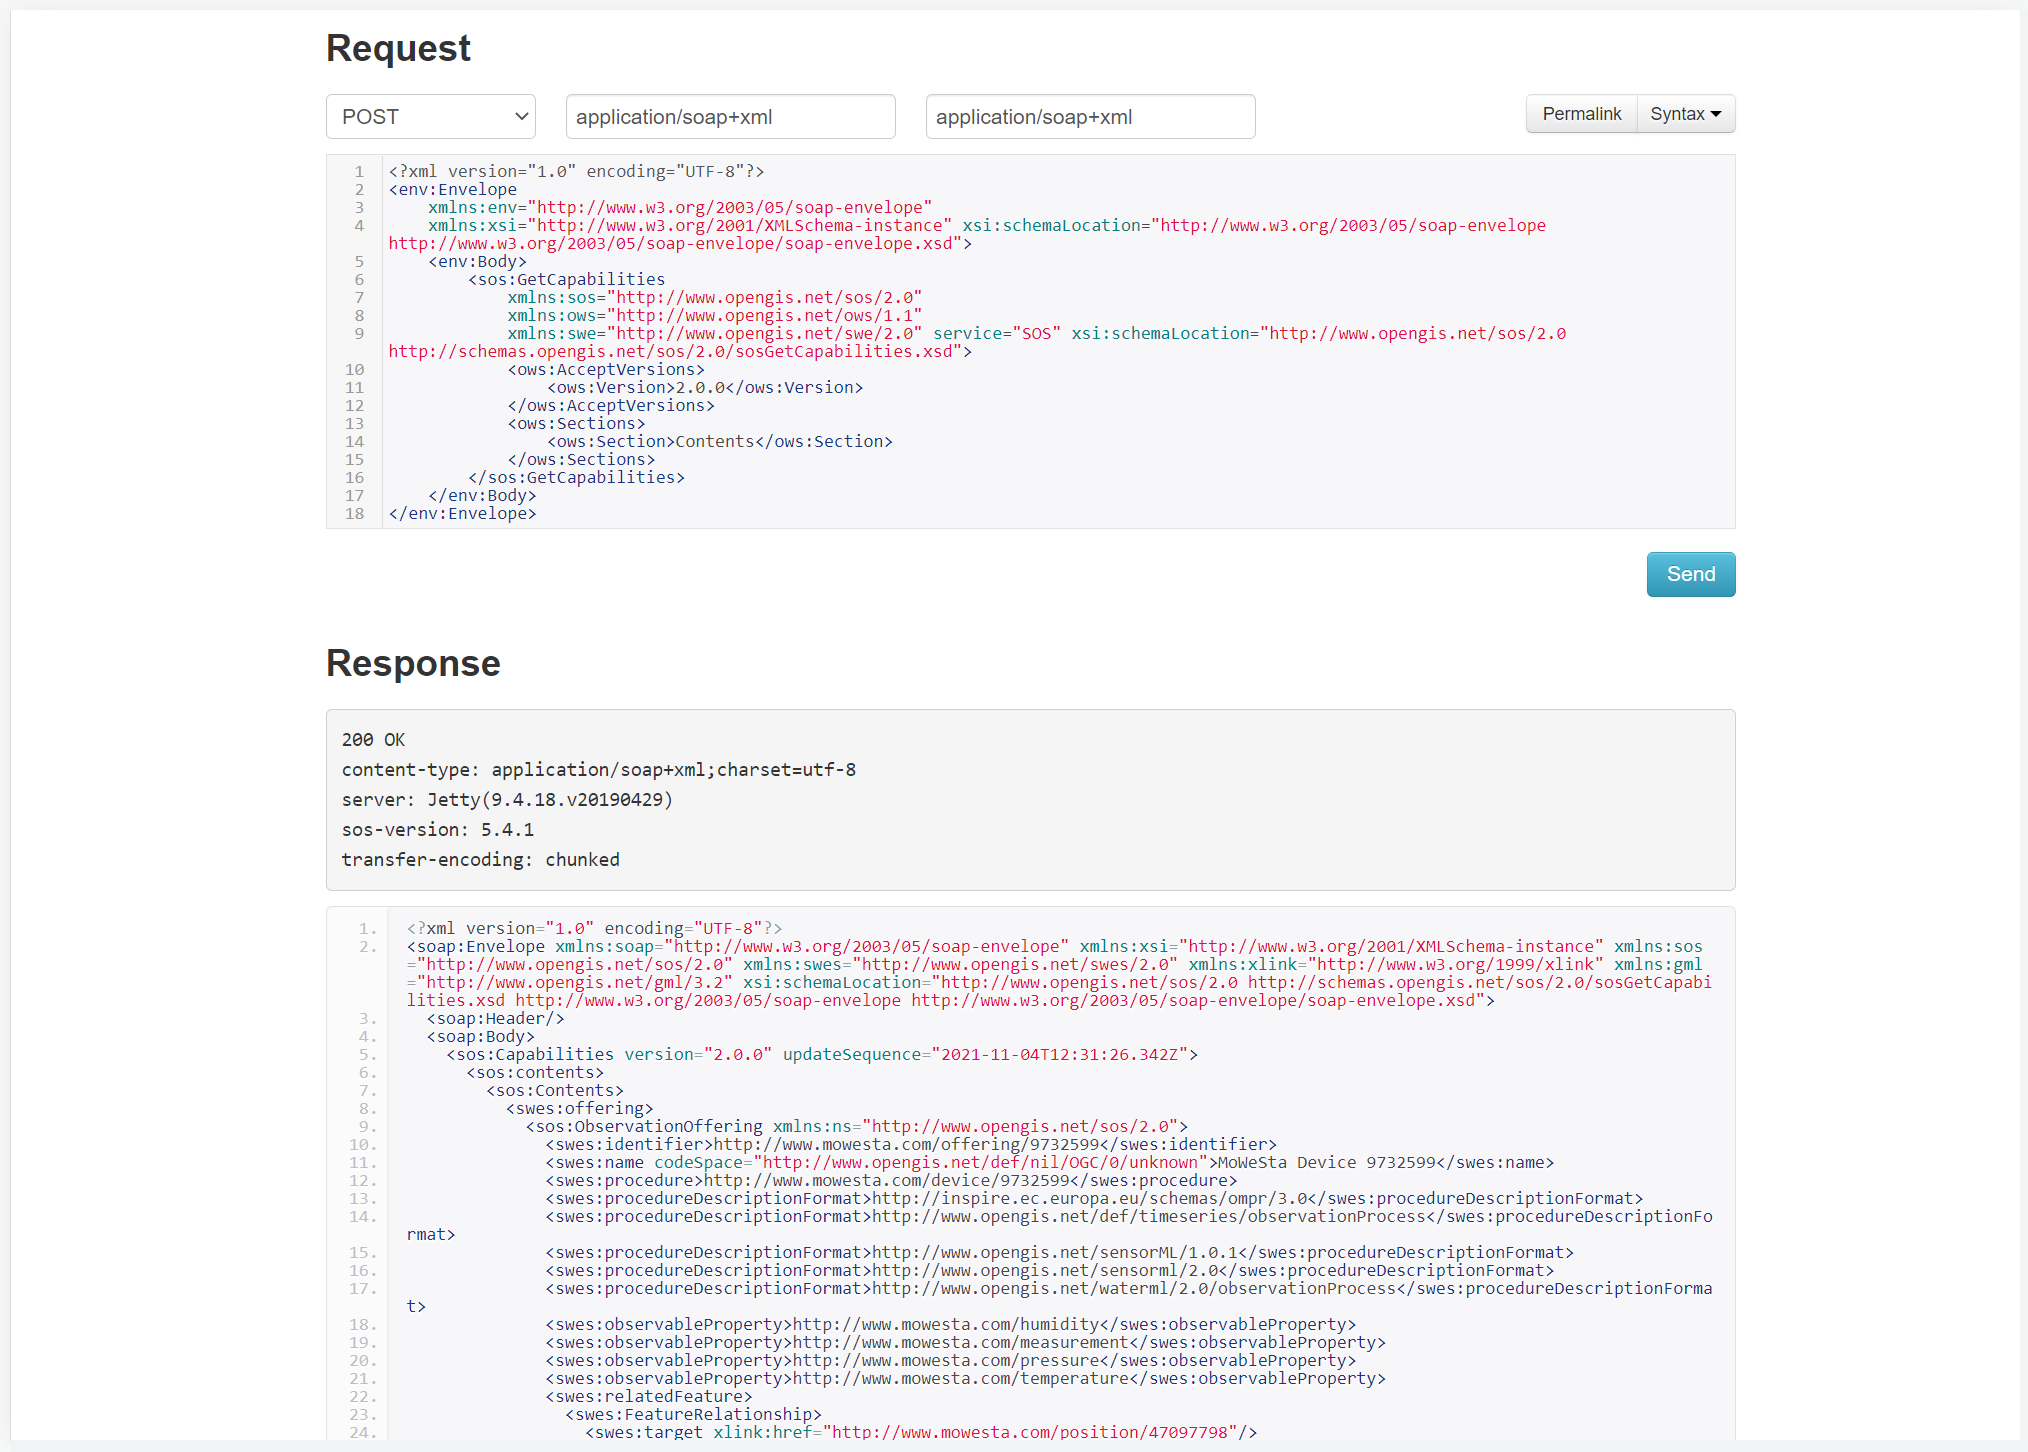 Request
POST application/soap+xml application/soap+xml Permalink Syntax
1 <?xml version="1.0" encoding="UTF-8"?>
2 <env:Envelope
3 xmlns:env="http://www.w3.org/2003/05/soap-envelope"
4 xmlns:xsi="http://www.w3.org/2001/XMLSchema-instance" xsi:schemaLocation="http://www.w3.org/2003/05/soap-envelope
http://www.w3.org/2003/05/soap-envelope/soap-envelope.xsd">
5 <env:Body>
6 <sos:GetCapabilities
7 xmlns:sos="http://www.opengis.net/sos/2.0"
8 xmlns:ows="http://www.opengis.net/ows/1.1"
9 xmlns:swe="http://www.opengis.net/swe/2.0" service="SOS" xsi:schemaLocation="http://www.opengis.net/sos/2.0
http://schemas.opengis.net/sos/2.0/sosGetCapabilities.xsd">
10 <ows:AcceptVersions>
11 <ows:Version>2.0.0</ows:Version>
12 </ows:AcceptVersions>
13 <ows:Sections>
14 <ows:Section>Contents</ows:Section>
15 </ows:Sections>
16 </sos:GetCapabilities>
17 </env:Body>
18 </env:Envelope>
Send
Response
200 OK
content-type: application/soap+xml;charset=utf-8
server: Jetty(9.4.18.v20190429)
sos-version: 5.4.1
transfer-encoding: chunked
1. <?xml version="1.0" encoding="UTF-8"?>
2. <soap:Envelope xmlns:soap="http://www.w3.org/2003/05/soap-envelope" xmlns:xsi="http://www.w3.org/2001/XMLSchema-instance" xmlns:sos
="http://www.opengis.net/sos/2.0" xmlns:swes="http://www.opengis.net/swes/2.0" xmlns:xlink="http://www.w3.org/1999/xlink" xmlns:gml
="http://www.opengis.net/gml/3.2" xsi:schemaLocation="http://www.opengis.net/sos/2.0 http://schemas.opengis.net/sos/2.0/sosGetCapabi
lities.xsd http://www.w3.org/2003/05/soap-envelope http://www.w3.org/2003/05/soap-envelope/soap-envelope.xsd">
3. <soap:Header/>
4. <soap:Body>
5. <sos:Capabilities version="2.0.0" updateSequence="2021-11-04T12:31:26.342Z">
6. <sos:contents>
7. <sos:Contents>
8. <swes:offering>
9. <sos:ObservationOffering xmlns:ns="http://www.opengis.net/sos/2.0">
10. <swes:identifier>http://www.mowesta.com/offering/9732599</swes:identifier>
11. <swes:name codeSpace="http://www.opengis.net/def/nil/OGC/0/unknown">MoWeSta Device 9732599</swes:name>
12. <swes:procedure>http://www.mowesta.com/device/9732599</swes:procedure>
13. <swes:procedureDescriptionFormat>http://inspire.ec.europa.eu/schemas/ompr/3.0</swes:procedureDescriptionFormat>
14. <swes:procedureDescriptionFormat>http://www.opengis.net/def/timeseries/observationProcess</swes:procedureDescriptionFo
rmat>
15. <swes:procedureDescriptionFormat>http://www.opengis.net/sensorML/1.0.1</swes:procedureDescriptionFormat>
16. <swes:procedureDescriptionFormat>http://www.opengis.net/sensorml/2.0</swes:procedureDescriptionFormat>
17. <swes:procedureDescriptionFormat>http://www.opengis.net/waterml/2.0/observationProcess</swes:procedureDescriptionForma
t>
18. <swes:observableProperty>http://www.mowesta.com/humidity</swes:observableProperty>
19. <swes:observableProperty>http://www.mowesta.com/measurement</swes:observableProperty>
20. <swes:observableProperty>http://www.mowesta.com/pressure</swes:observableProperty>
21. <swes:observableProperty>http://www.mowesta.com/temperature</swes:observableProperty>
22. <swes:relatedFeature>
23. <swes:FeatureRelationship>
24. <swes:target xlink:href="http://www.mowesta.com/position/47097798"/>